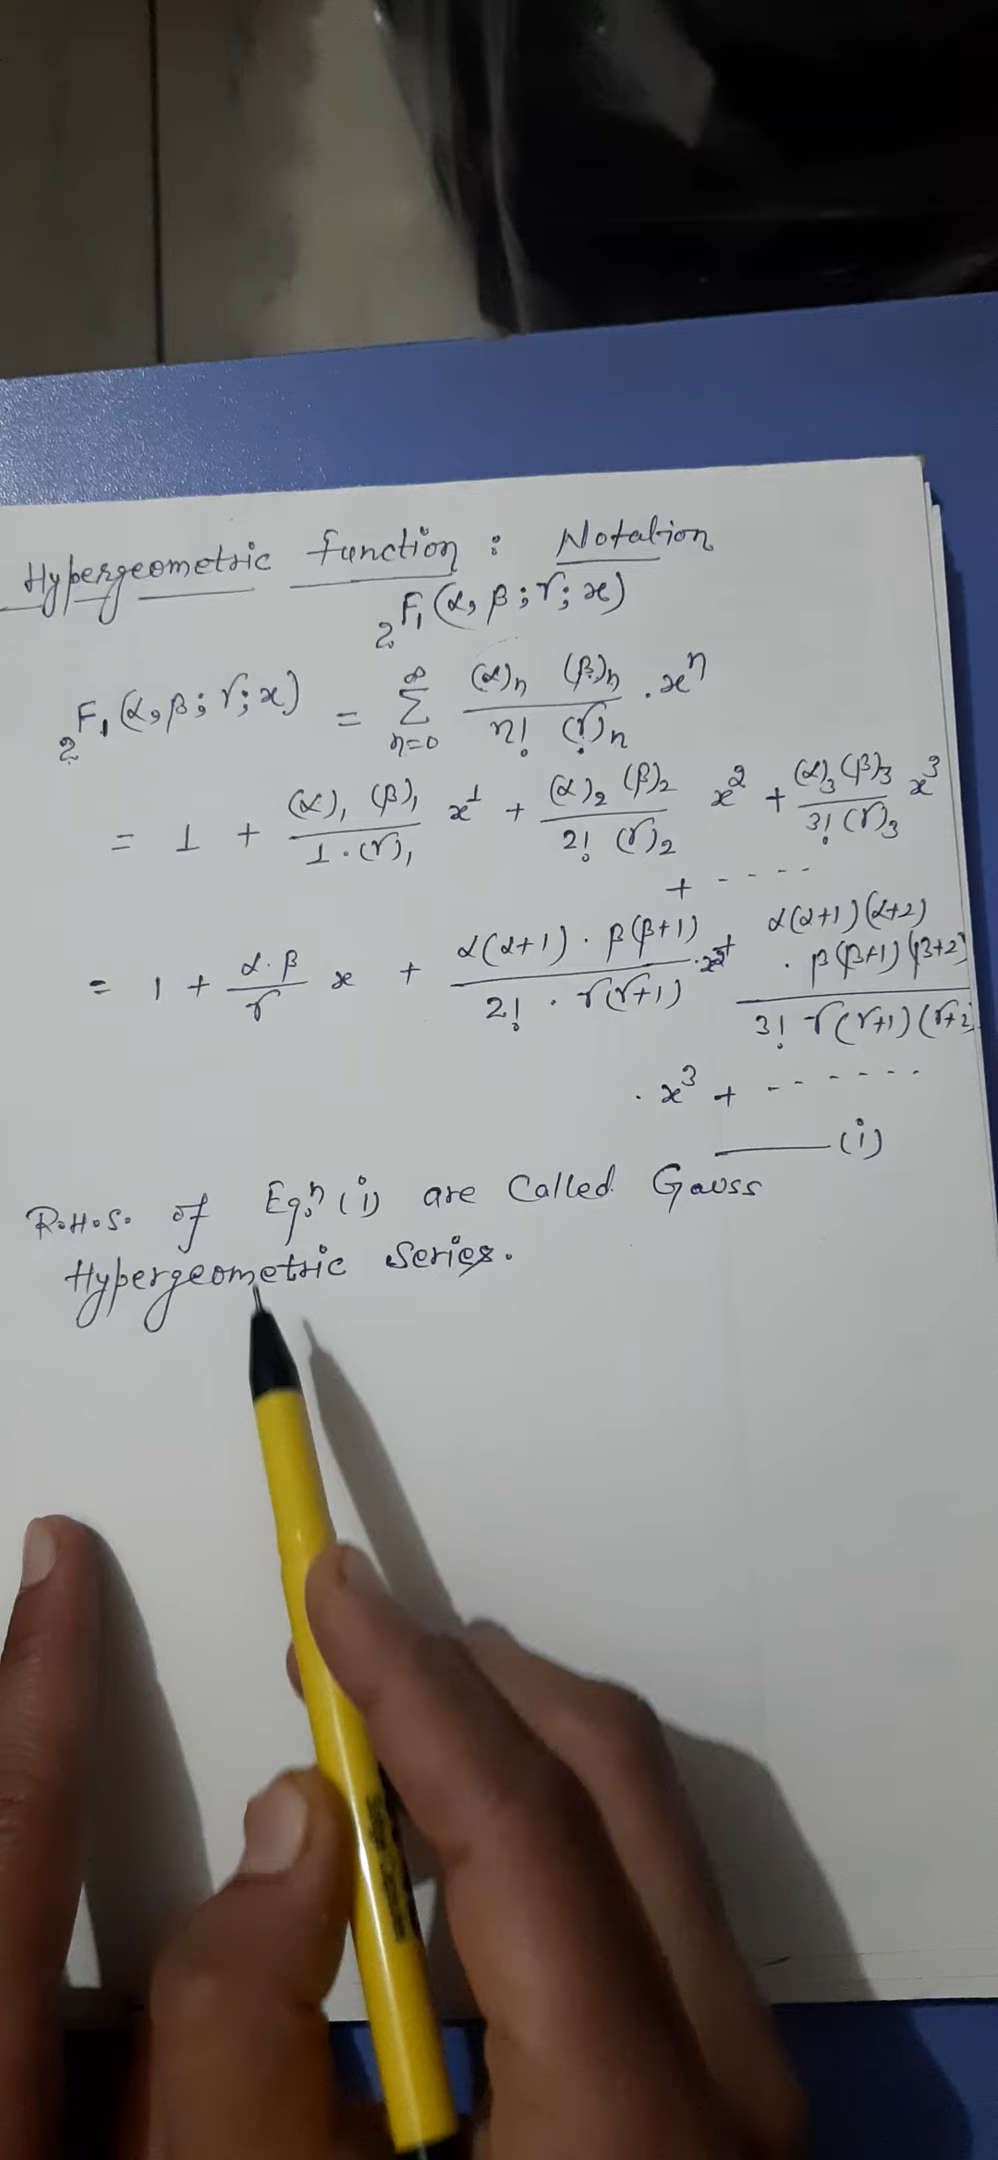 Hypergeometric function : Notation
₂F₁(α, β ; γ ; x)
₂F₁(α, β ; γ ; x) = ∞ Σ n=0 (α)n (β)n / n! (γ)n . xⁿ
= 1 + (α)₁ (β)₁ / 1 . (γ)₁ x¹ + (α)₂ (β)₂ / 2! (γ)₂ x² + (α)₃ (β)₃ / 3! (γ)₃ x³
+ - - - -
= 1 + α . β / γ x + α(α+1) . β(β+1) / 2! . γ(γ+1) . x² + α(α+1)(α+2) . β(β+1)(β+2) / 3! γ(γ+1)(γ+2)
. x³ + - - - - - - -
——— (i)
R.H.S. of Eqⁿ (i) are Called Gauss
Hypergeometric Series.